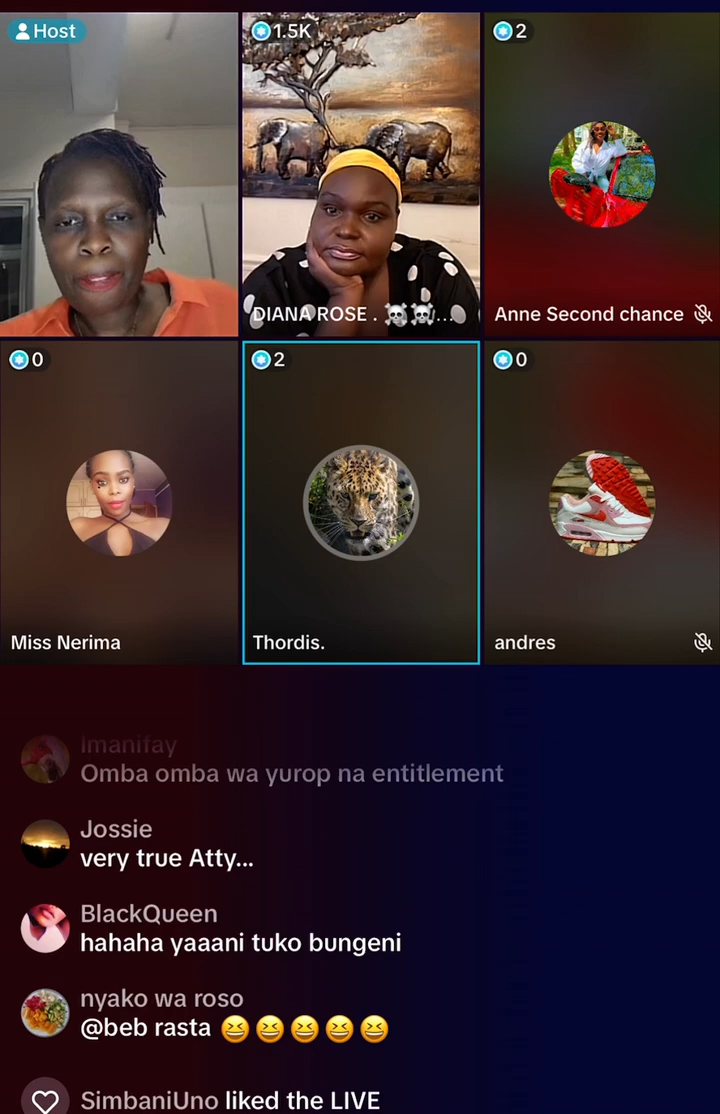 Host
1.5K
2
DIANA ROSE . ☠️☠️...
Anne Second chance
0
2
0
Miss Nerima
Thordis.
andres
Imanifay
Omba omba wa yurop na entitlement
Jossie
very true Atty...
BlackQueen
hahaha yaaani tuko bungeni
nyako wa roso
@beb rasta 😆😆😆😆😆
SimbaniUno liked the LIVE